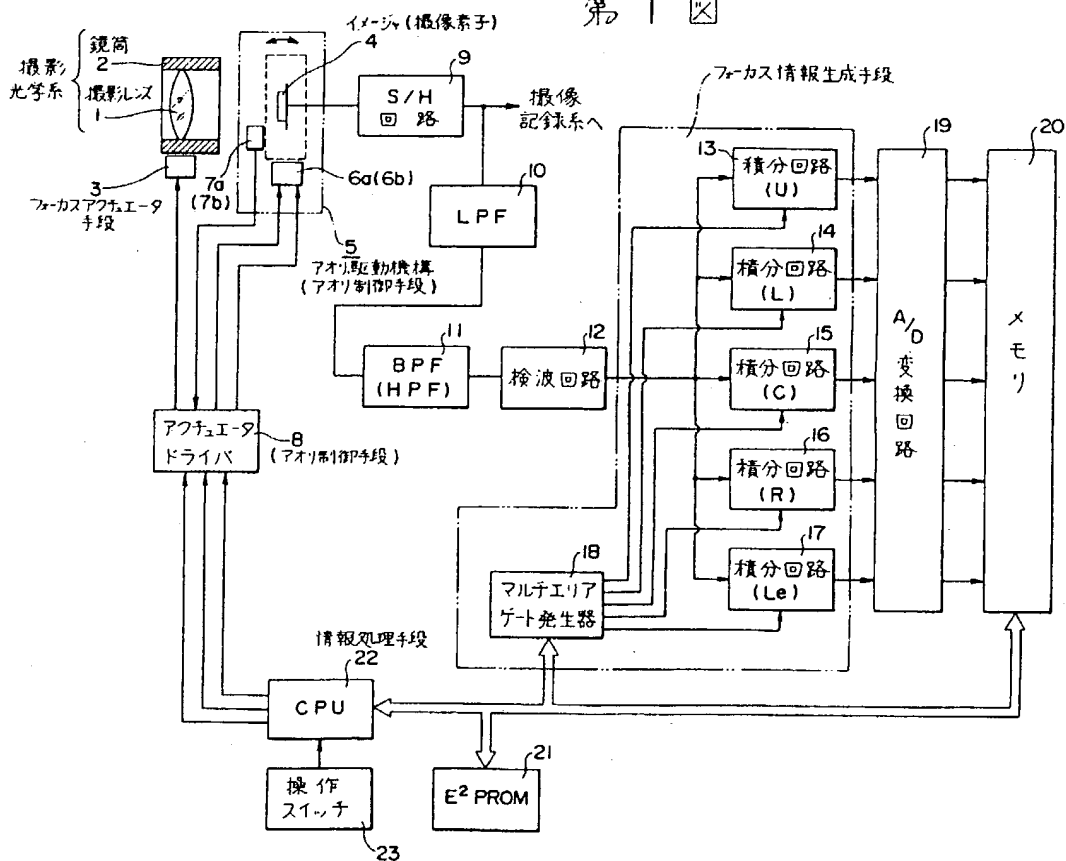 第1図
撮影
光学系
鏡筒
2
撮影レンズ
1
3
フォーカスアクチュエータ
手段
イメージャ(撮像素子)
4
7a
(7b)
6a(6b)
5
アオリ駆動機構
(アオリ制御手段)
9
S/H
回路
撮像
記録系へ
10
LPF
11
BPF
(HPF)
12
検波回路
フォーカス情報生成手段
13
積分回路
(U)
14
積分回路
(L)
15
積分回路
(C)
16
積分回路
(R)
17
積分回路
(Le)
18
マルチエリア
ゲート発生器
19
A/D変換回路
20
メモリ
アクチュエータ
ドライバ
8
(アオリ制御手段)
情報処理手段
22
CPU
操作
スイッチ
23
21
E² PROM